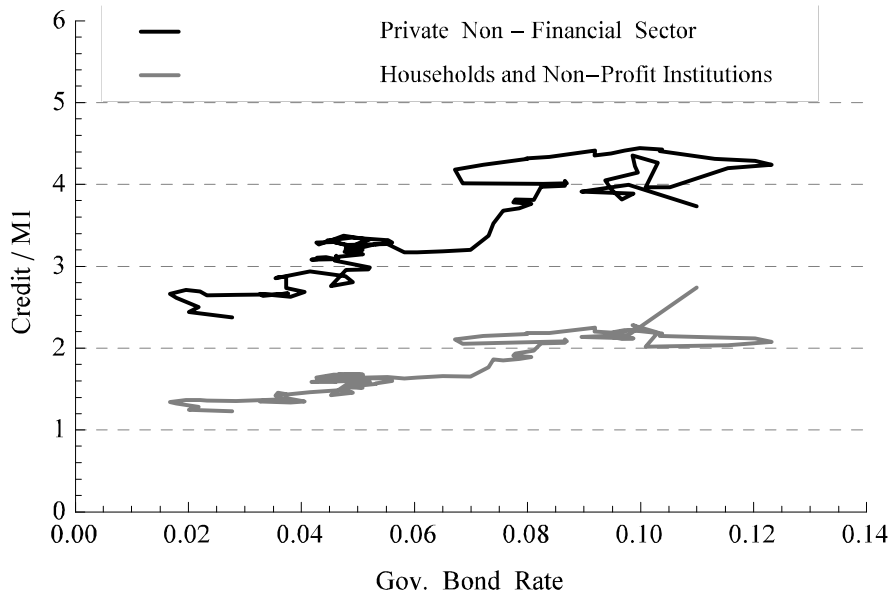 6
Private Non – Financial Sector
Households and Non–Profit Institutions
5
4
3
2
1
0
Credit / M1
0.00 0.02 0.04 0.06 0.08 0.10 0.12 0.14
Gov. Bond Rate